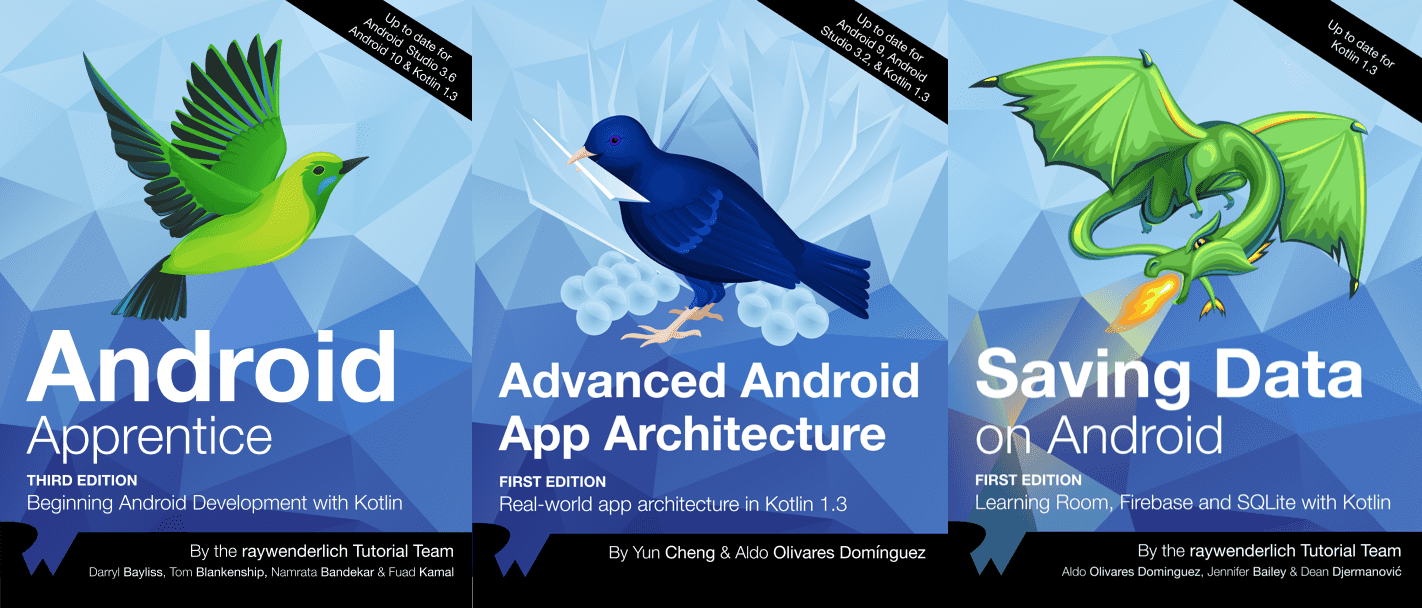 Up to date for
Android Studio 3.6
Android 10 & Kotlin 1.3
Android
Apprentice
THIRD EDITION
Beginning Android Development with Kotlin
By the raywenderlich Tutorial Team
Darryl Bayliss, Tom Blankenship, Namrata Bandekar & Fuad Kamal
Up to date for
Android 9, Android
Studio 3.2, & Kotlin 1.3
Advanced Android
App Architecture
FIRST EDITION
Real-world app architecture in Kotlin 1.3
By Yun Cheng & Aldo Olivares Domínguez
Up to date for
Kotlin 1.3
Saving Data
on Android
FIRST EDITION
Learning Room, Firebase and SQLite with Kotlin
By the raywenderlich Tutorial Team
Aldo Olivares Dominguez, Jennifer Bailey & Dean Djermanović